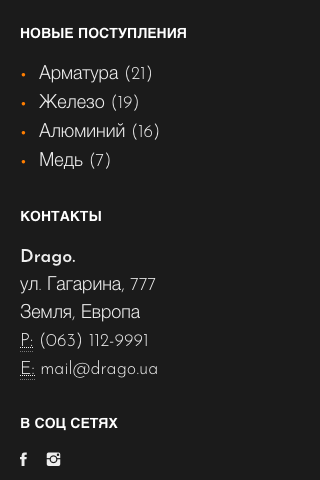 НОВЫЕ ПОСТУПЛЕНИЯ
Арматура (21)
Железо (19)
Алюминий (16)
Медь (7)
КОНТАКТЫ
Drago.
ул. Гагарина, 777
Земля, Европа
P: (063) 112-9991
E: mail@drago.ua
В СОЦ СЕТЯХ